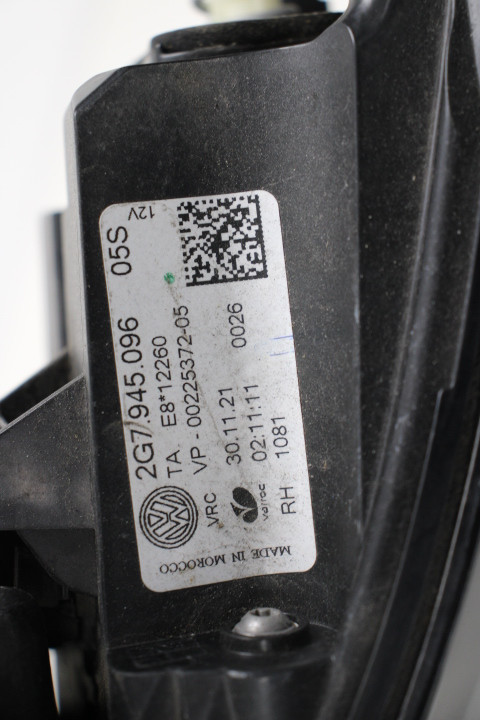 2G7.945.096 05S
TA E8*12260 12V
VRC VP - 00225372-05
30.11.21
varroc 02:11:11 0026
RH 1081
MADE IN MOROCCO